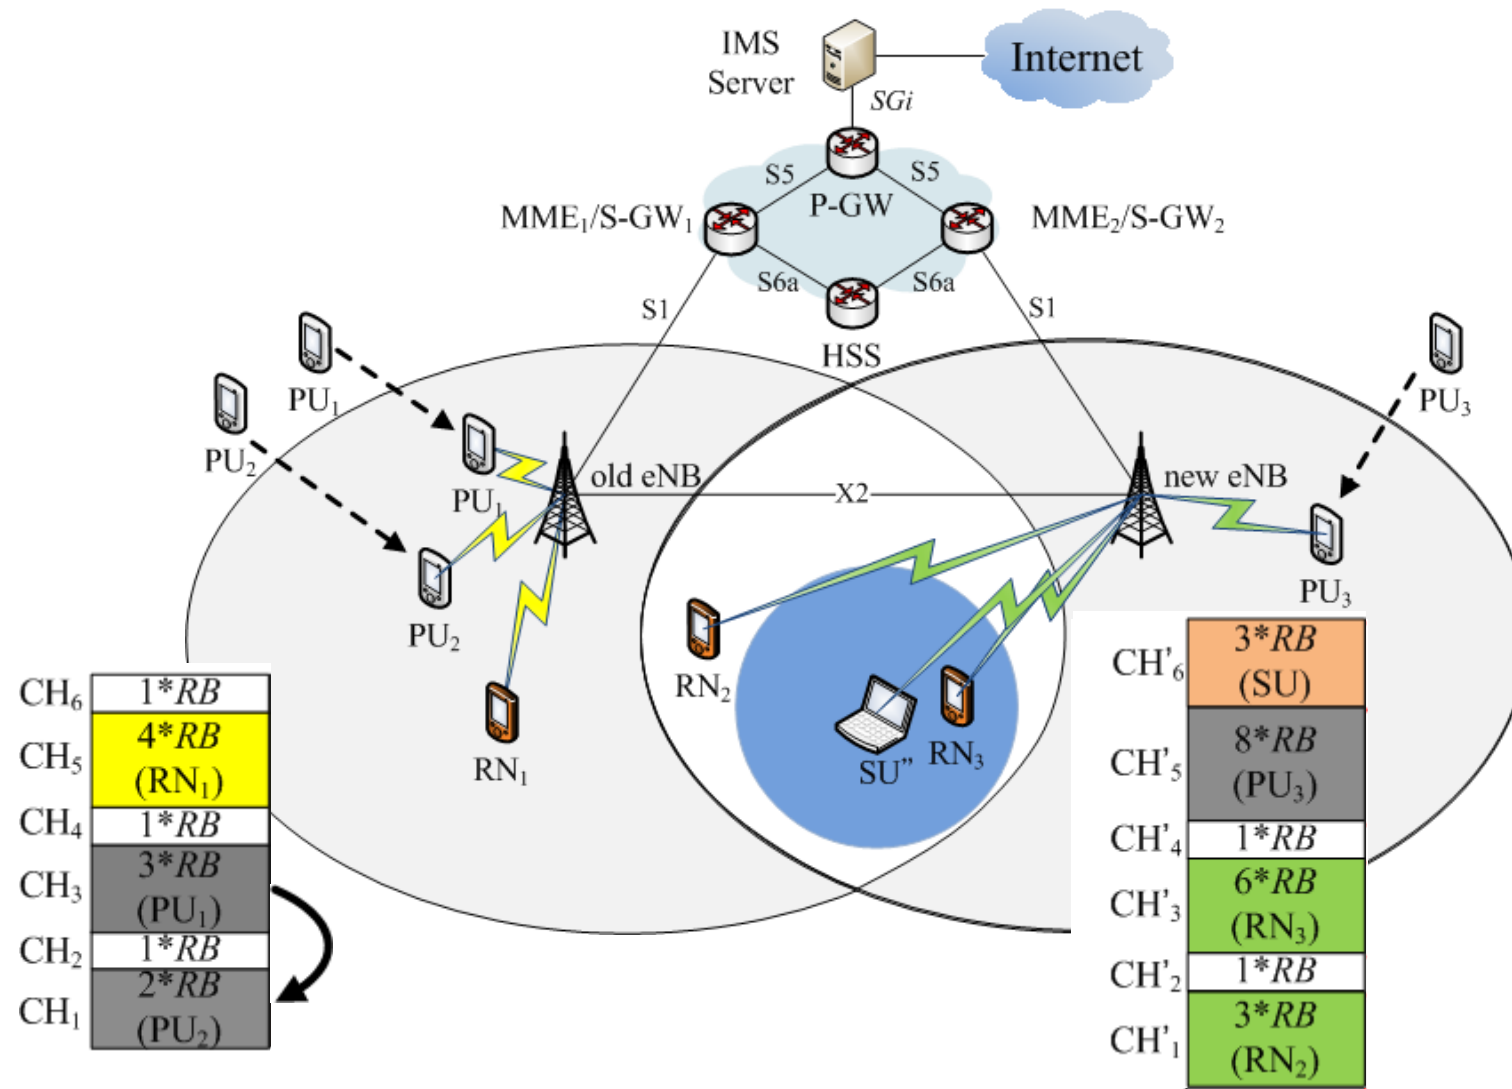 IMS
Server
Internet
SGi
S5
S5
P-GW
MME₁/S-GW₁
MME₂/S-GW₂
S6a
S6a
HSS
S1
S1
PU₁
PU₂
PU₁
PU₂
old eNB
X2
new eNB
PU₃
PU₃
RN₁
RN₂
SU”
RN₃
CH₆
1*RB
CH₅
4*RB
(RN₁)
CH₄
1*RB
CH₃
3*RB
(PU₁)
CH₂
1*RB
CH₁
2*RB
(PU₂)
CH’₆
3*RB
(SU)
CH’₅
8*RB
(PU₃)
CH’₄
1*RB
CH’₃
6*RB
(RN₃)
CH’₂
1*RB
CH’₁
3*RB
(RN₂)